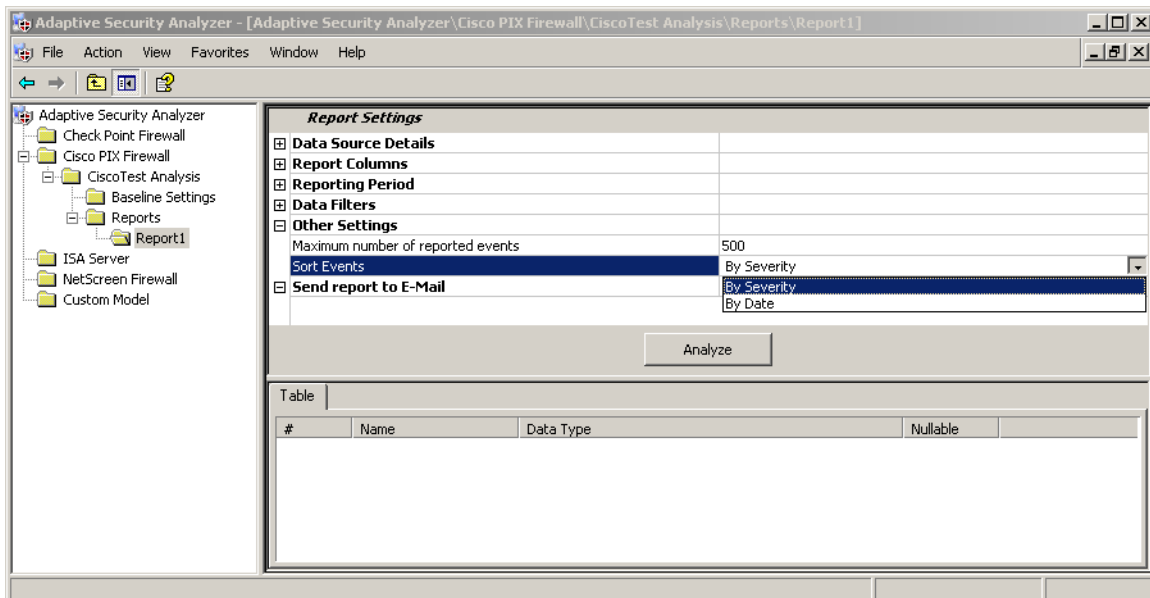 Adaptive Security Analyzer - [Adaptive Security Analyzer\Cisco PIX Firewall\CiscoTest Analysis\Reports\Report1]
File Action View Favorites Window Help
Adaptive Security Analyzer
Check Point Firewall
Cisco PIX Firewall
CiscoTest Analysis
Baseline Settings
Reports
Report1
ISA Server
NetScreen Firewall
Custom Model
Report Settings
Data Source Details
Report Columns
Reporting Period
Data Filters
Other Settings
Maximum number of reported events 500
Sort Events By Severity
Send report to E-Mail By Severity
By Date
Analyze
Table
# Name Data Type Nullable